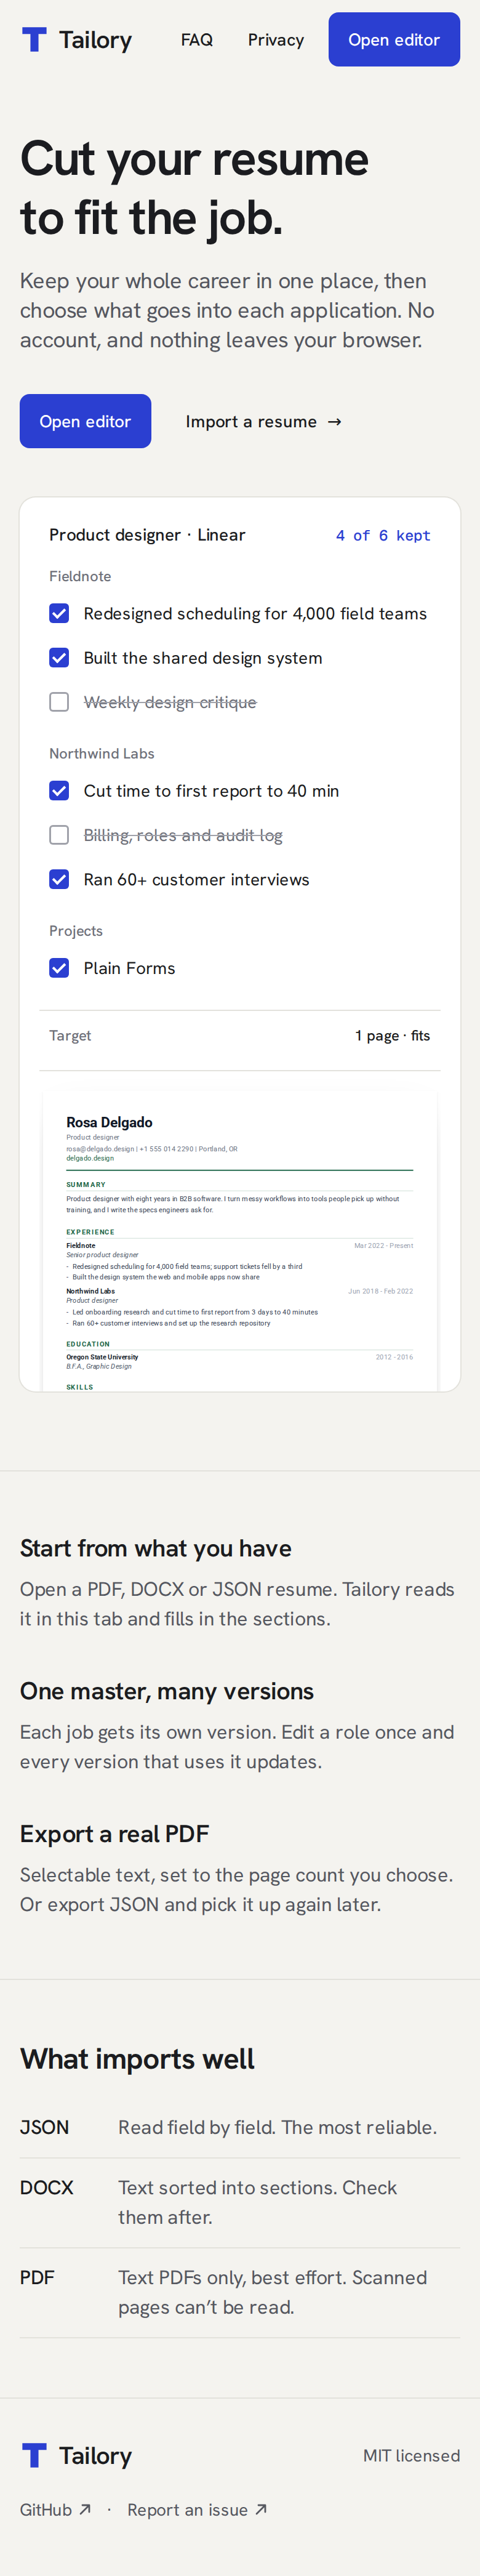 Tailory FAQ Privacy Open editor
Cut your resume
to fit the job.
Keep your whole career in one place, then
choose what goes into each application. No
account, and nothing leaves your browser.
Open editor Import a resume →
Product designer · Linear 4 of 6 kept
Fieldnote
Redesigned scheduling for 4,000 field teams
Built the shared design system
Weekly design critique
Northwind Labs
Cut time to first report to 40 min
Billing, roles and audit log
Ran 60+ customer interviews
Projects
Plain Forms
Target 1 page · fits
Rosa Delgado
Product designer
rosa@delgado.design | +1 555 014 2290 | Portland, OR
delgado.design
SUMMARY
Product designer with eight years in B2B software. I turn messy workflows into tools people pick up without
training, and I write the specs engineers ask for.
EXPERIENCE
Fieldnote Mar 2022 - Present
Senior product designer
- Redesigned scheduling for 4,000 field teams; support tickets fell by a third
- Built the design system the web and mobile apps now share
Northwind Labs Jun 2018 - Feb 2022
Product designer
- Led onboarding research and cut time to first report from 3 days to 40 minutes
- Ran 60+ customer interviews and set up the research repository
EDUCATION
Oregon State University 2012 - 2016
B.F.A., Graphic Design
SKILLS
Start from what you have
Open a PDF, DOCX or JSON resume. Tailory reads
it in this tab and fills in the sections.
One master, many versions
Each job gets its own version. Edit a role once and
every version that uses it updates.
Export a real PDF
Selectable text, set to the page count you choose.
Or export JSON and pick it up again later.
What imports well
JSON Read field by field. The most reliable.
DOCX Text sorted into sections. Check
them after.
PDF Text PDFs only, best effort. Scanned
pages can’t be read.
Tailory MIT licensed
GitHub ↗ · Report an issue ↗